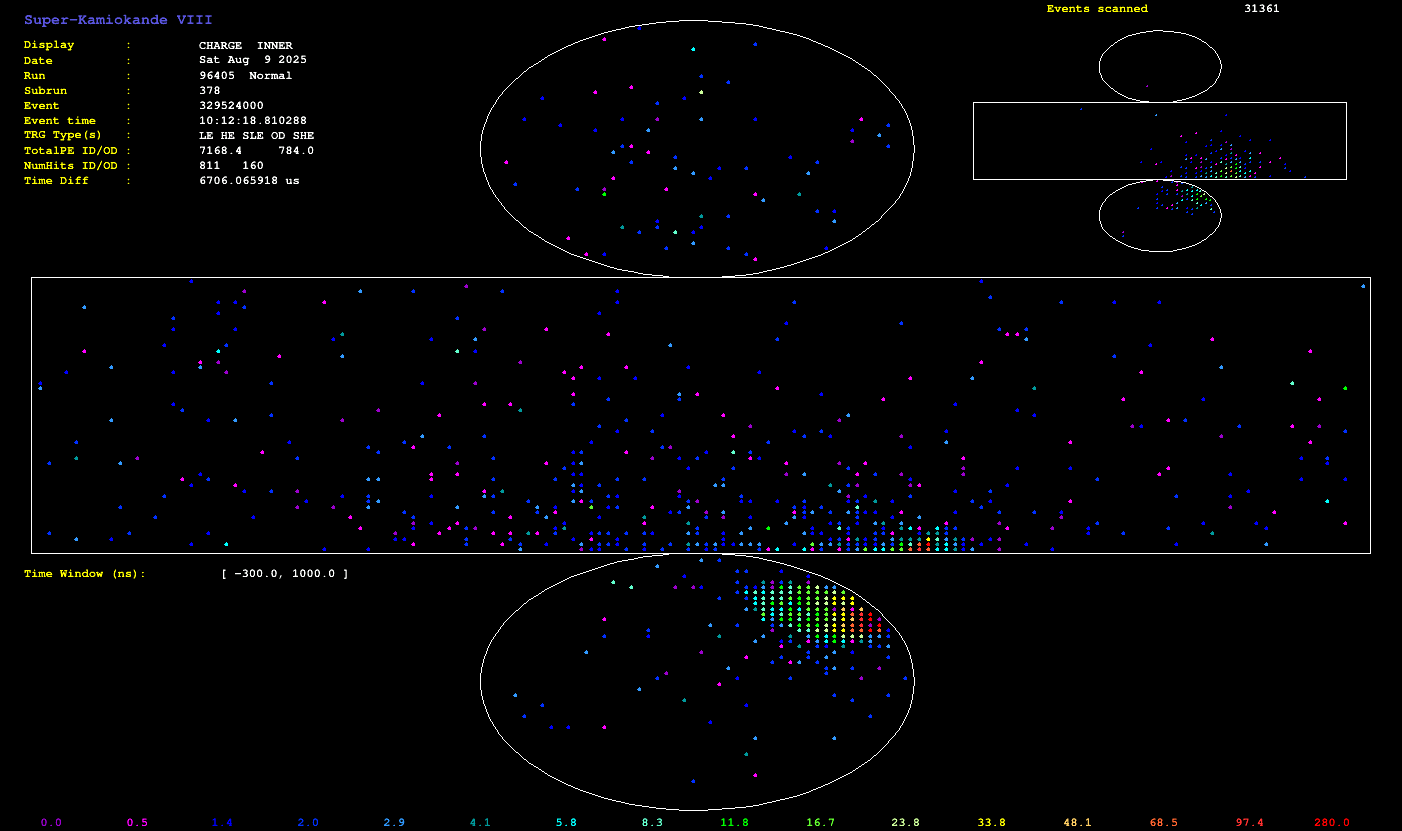 Super-Kamiokande VIII
Events scanned 31361
Display : CHARGE INNER
Date : Sat Aug 9 2025
Run : 96405 Normal
Subrun : 378
Event : 329524000
Event time : 10:12:18.810288
TRG Type(s) : LE HE SLE OD SHE
TotalPE ID/OD : 7168.4 784.0
NumHits ID/OD : 811 160
Time Diff : 6706.065918 us
Time Window (ns): [ -300.0, 1000.0 ]
0.0 0.5 1.4 2.0 2.9 4.1 5.8 8.3 11.8 16.7 23.8 33.8 48.1 68.5 97.4 280.0